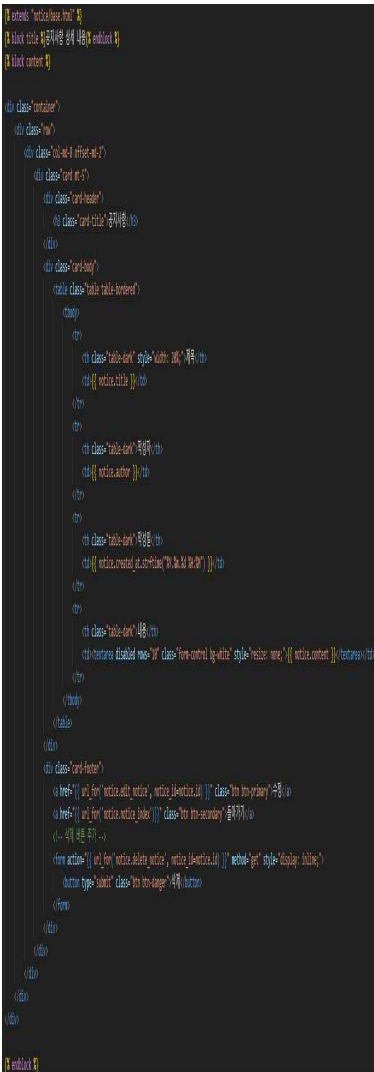 {% extends "notice/base.html" %}
{% block title %}공지사항 상세 내용{% endblock %}
{% block content %}
<div class="container">
<div class="row">
<div class="col-md-8 offset-md-2">
<div class="card mt-5">
<div class="card-header">
<h3 class="card-title">공지사항</h3>
</div>
<div class="card-body">
<table class="table table-bordered">
<tbody>
<tr>
<th class="table-dark" style="width: 20%;">제목</th>
<td>{{ notice.title }}</td>
</tr>
<tr>
<th class="table-dark">작성자</th>
<td>{{ notice.author }}</td>
</tr>
<tr>
<th class="table-dark">작성일</th>
<td>{{ notice.created_at.strftime("%Y.%m.%d %H:%M") }}</td>
</tr>
<tr>
<th class="table-dark">내용</th>
<td><textarea disabled rows="10" class="form-control bg-white" style="resize: none;">{{ notice.content }}</textarea></td>
</tr>
</tbody>
</table>
</div>
<div class="card-footer">
<a href="{{ url_for('notice.edit_notice', notice_id=notice.id) }}" class="btn btn-primary">수정</a>
<a href="{{ url_for('notice.notice_index')}}" class="btn btn-secondary">돌아가기</a>
<!-- 삭제 버튼 추가 -->
<form action="{{ url_for('notice.delete_notice', notice_id=notice.id) }}" method="get" style="display: inline;">
<button type="submit" class="btn btn-danger">삭제</button>
</form>
</div>
</div>
</div>
</div>
</div>
{% endblock %}